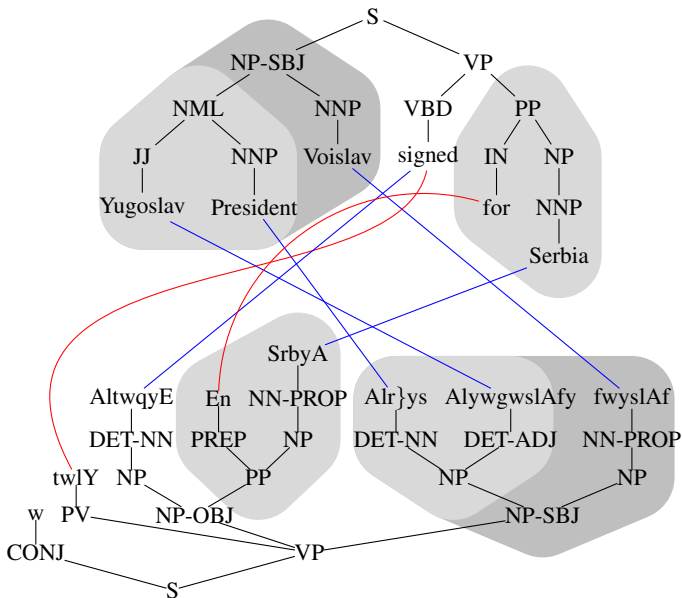 S
NP-SBJ VP
NML NNP VBD PP
JJ NNP Voislav signed IN NP
Yugoslav President for NNP
Serbia
SrbyA
AltwqyE En NN-PROP Alr}ys AlywgwslAfy fwyslAf
DET-NN PREP NP DET-NN DET-ADJ NN-PROP
twlY NP PP NP NP
w PV NP-OBJ NP-SBJ
CONJ VP
S